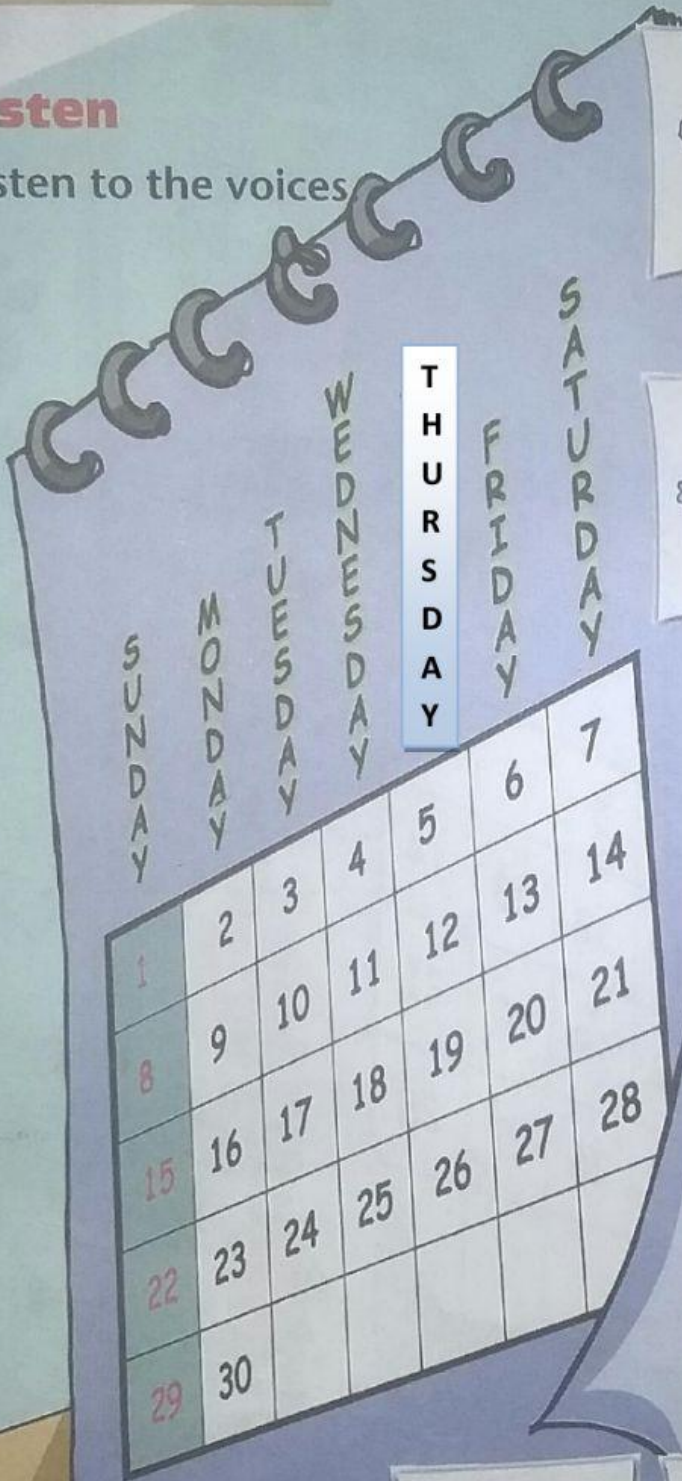 sten
sten to the voices
SUNDAY MONDAY TUESDAY WEDNESDAY THURSDAY FRIDAY SATURDAY
1 2 3 4 5 6 7
8 9 10 11 12 13 14
15 16 17 18 19 20 21
22 23 24 25 26 27 28
29 30